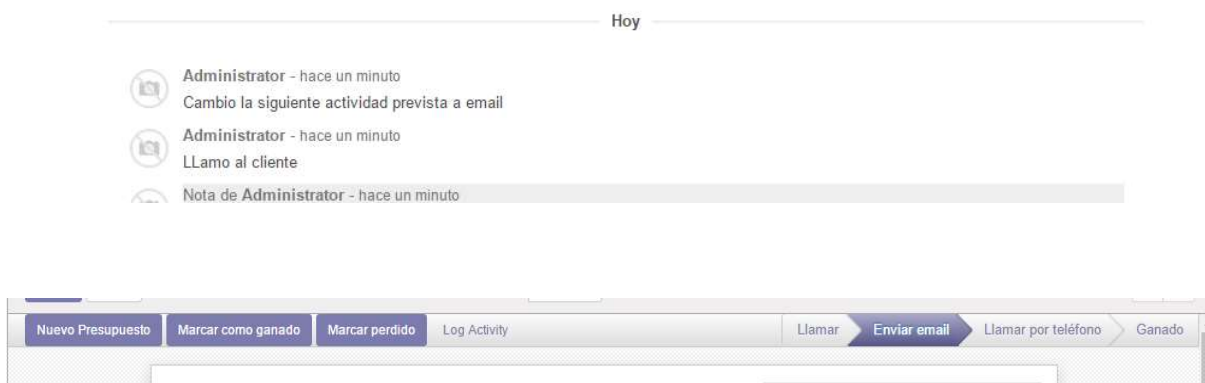 Hoy
Administrator - hace un minuto
Cambio la siguiente actividad prevista a email
Administrator - hace un minuto
LLamo al cliente
Nota de Administrator - hace un minuto
Nuevo Presupuesto Marcar como ganado Marcar perdido Log Activity Llamar Enviar email Llamar por teléfono Ganado